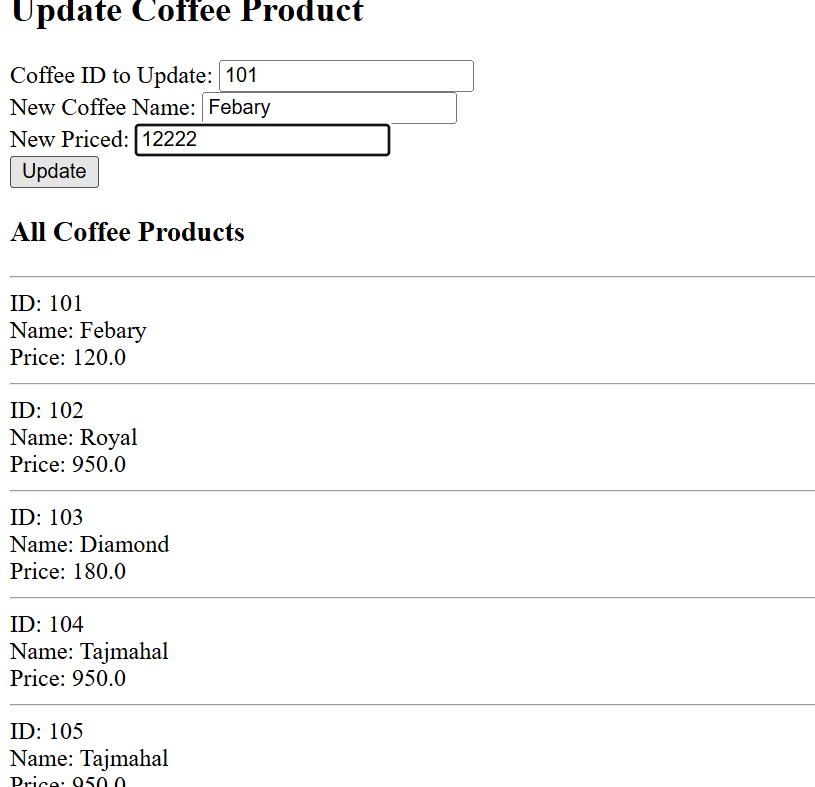 Update Coffee Product
Coffee ID to Update: 101
New Coffee Name: Febary
New Priced: 12222
Update
All Coffee Products
ID: 101
Name: Febary
Price: 120.0
ID: 102
Name: Royal
Price: 950.0
ID: 103
Name: Diamond
Price: 180.0
ID: 104
Name: Tajmahal
Price: 950.0
ID: 105
Name: Tajmahal
Price: 950.0